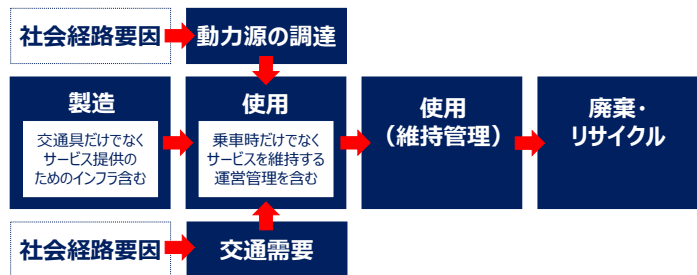 社会経路要因
動力源の調達
製造
交通具だけでなく
サービス提供の
ためのインフラ含む
使用
乗車時だけでなく
サービスを維持する
運営管理を含む
使用
（維持管理）
廃棄・
リサイクル
社会経路要因
交通需要